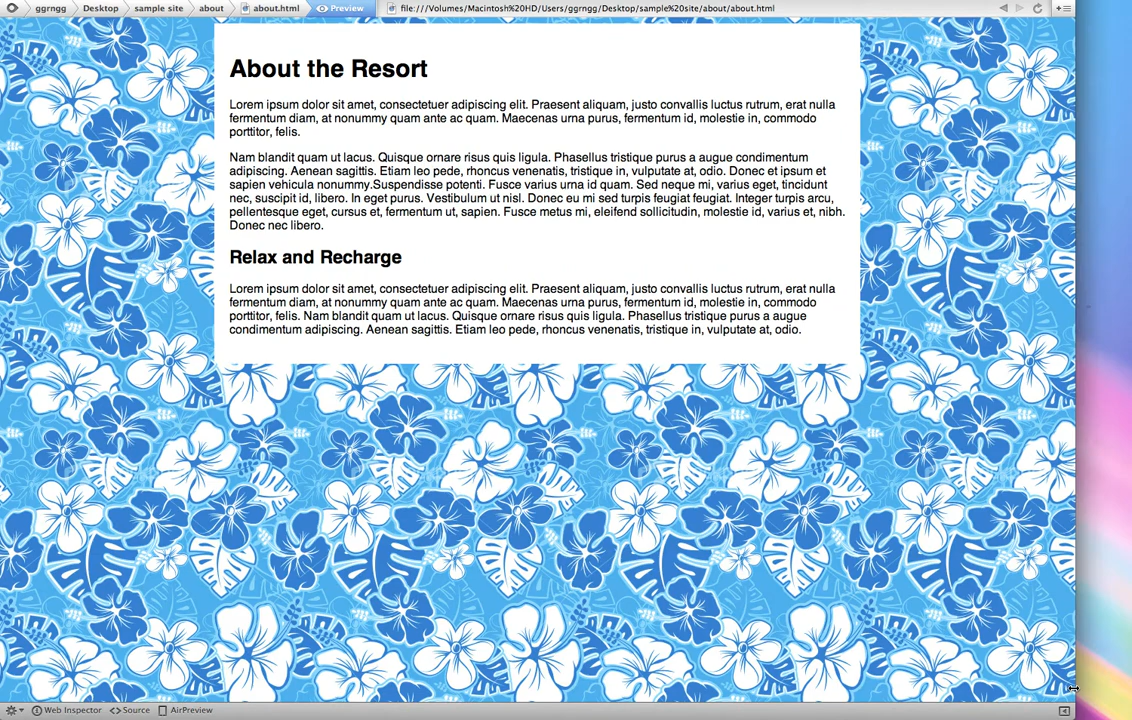 ggrngg Desktop sample site about about.html Preview file:///Volumes/Macintosh%20HD/Users/ggrngg/Desktop/sample%20site/about/about.html
About the Resort
Lorem ipsum dolor sit amet, consectetuer adipiscing elit. Praesent aliquam, justo convallis luctus rutrum, erat nulla
fermentum diam, at nonummy quam ante ac quam. Maecenas urna purus, fermentum id, molestie in, commodo
porttitor, felis.
Nam blandit quam ut lacus. Quisque ornare risus quis ligula. Phasellus tristique purus a augue condimentum
adipiscing. Aenean sagittis. Etiam leo pede, rhoncus venenatis, tristique in, vulputate at, odio. Donec et ipsum et
sapien vehicula nonummy.Suspendisse potenti. Fusce varius urna id quam. Sed neque mi, varius eget, tincidunt
nec, suscipit id, libero. In eget purus. Vestibulum ut nisl. Donec eu mi sed turpis feugiat feugiat. Integer turpis arcu,
pellentesque eget, cursus et, fermentum ut, sapien. Fusce metus mi, eleifend sollicitudin, molestie id, varius et, nibh.
Donec nec libero.
Relax and Recharge
Lorem ipsum dolor sit amet, consectetuer adipiscing elit. Praesent aliquam, justo convallis luctus rutrum, erat nulla
fermentum diam, at nonummy quam ante ac quam. Maecenas urna purus, fermentum id, molestie in, commodo
porttitor, felis. Nam blandit quam ut lacus. Quisque ornare risus quis ligula. Phasellus tristique purus a augue
condimentum adipiscing. Aenean sagittis. Etiam leo pede, rhoncus venenatis, tristique in, vulputate at, odio.
Web Inspector Source AirPreview